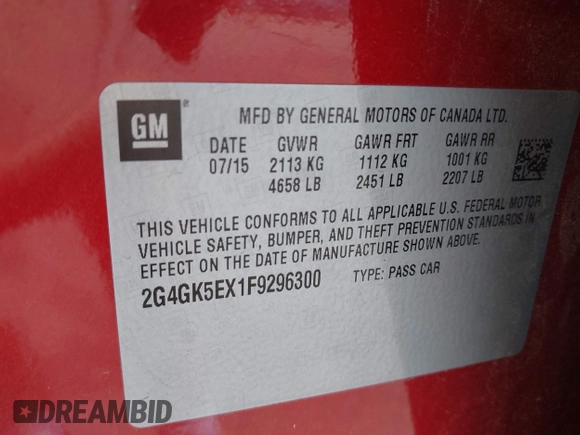 GM
MFD BY GENERAL MOTORS OF CANADA LTD.
DATE GVWR GAWR FRT GAWR RR
07/15 2113 KG 1112 KG 1001 KG
4658 LB 2451 LB 2207 LB
THIS VEHICLE CONFORMS TO ALL APPLICABLE U.S. FEDERAL MOTOR
VEHICLE SAFETY, BUMPER, AND THEFT PREVENTION STANDARDS IN
EFFECT ON THE DATE OF MANUFACTURE SHOWN ABOVE.
2G4GK5EX1F9296300 TYPE: PASS CAR
DREAMBID